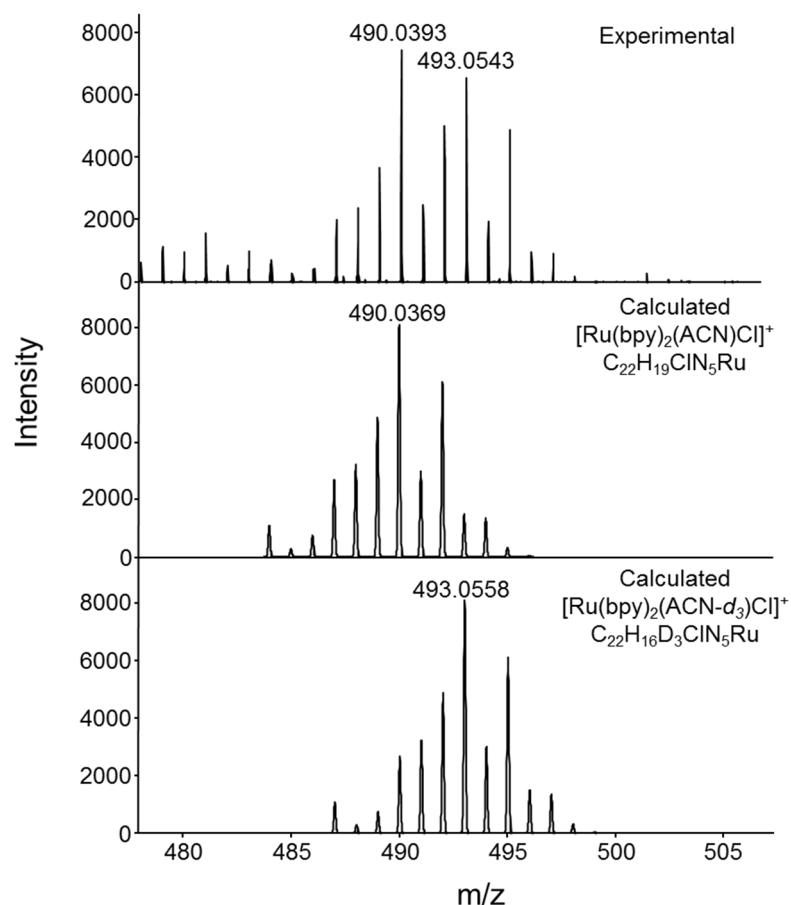 Experimental
490.0393
493.0543
8000
6000
4000
2000
0
Calculated
[Ru(bpy)₂(ACN)Cl]⁺
C₂₂H₁₉ClN₅Ru
490.0369
8000
6000
4000
2000
0
Calculated
[Ru(bpy)₂(ACN-d₃)Cl]⁺
C₂₂H₁₆D₃ClN₅Ru
493.0558
8000
6000
4000
2000
0
Intensity
480 485 490 495 500 505
m/z